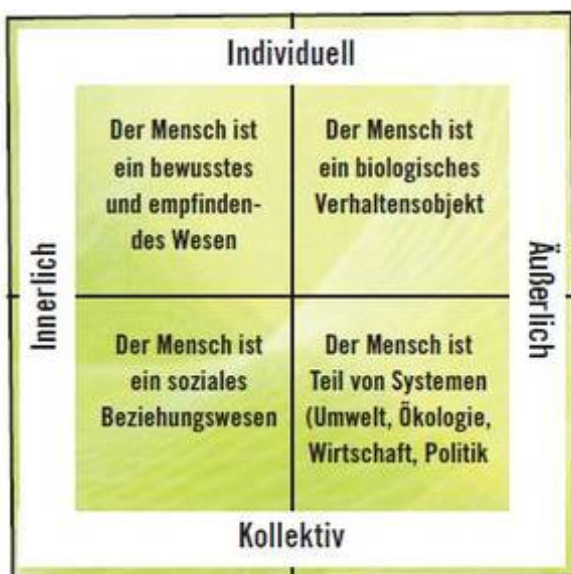 Individuell
Der Mensch ist
ein bewusstes
und empfinden-
des Wesen
Der Mensch ist
ein biologisches
Verhaltensobjekt
Innerlich
Äußerlich
Der Mensch ist
ein soziales
Beziehungswesen
Der Mensch ist
Teil von Systemen
(Umwelt, Ökologie,
Wirtschaft, Politik
Kollektiv